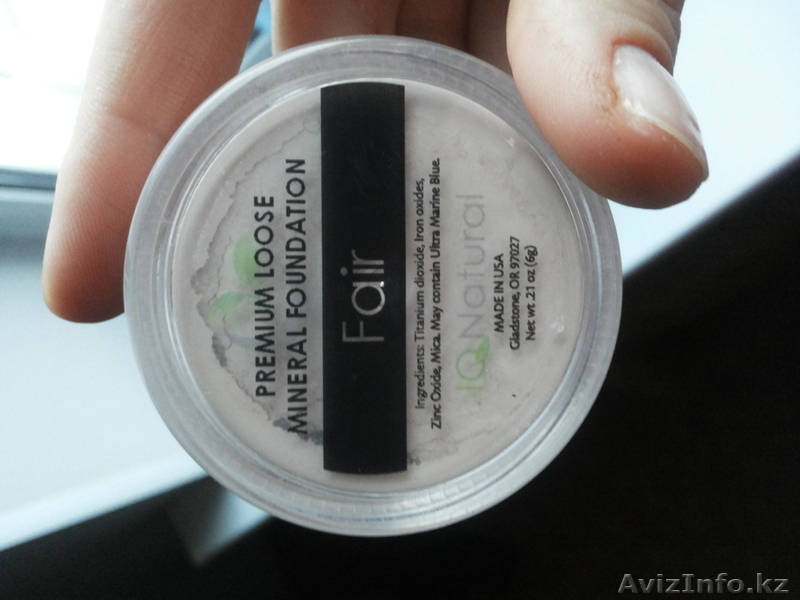 PREMIUM LOOSE
MINERAL FOUNDATION
Fair
Ingredients: Titanium dioxide, Iron oxides,
Zinc Oxide, Mica. May contain Ultra Marine Blue.
IQ Natural
MADE IN USA
Gladstone, OR 97027
Net wt .21 oz (6g)
AvizInfo.kz